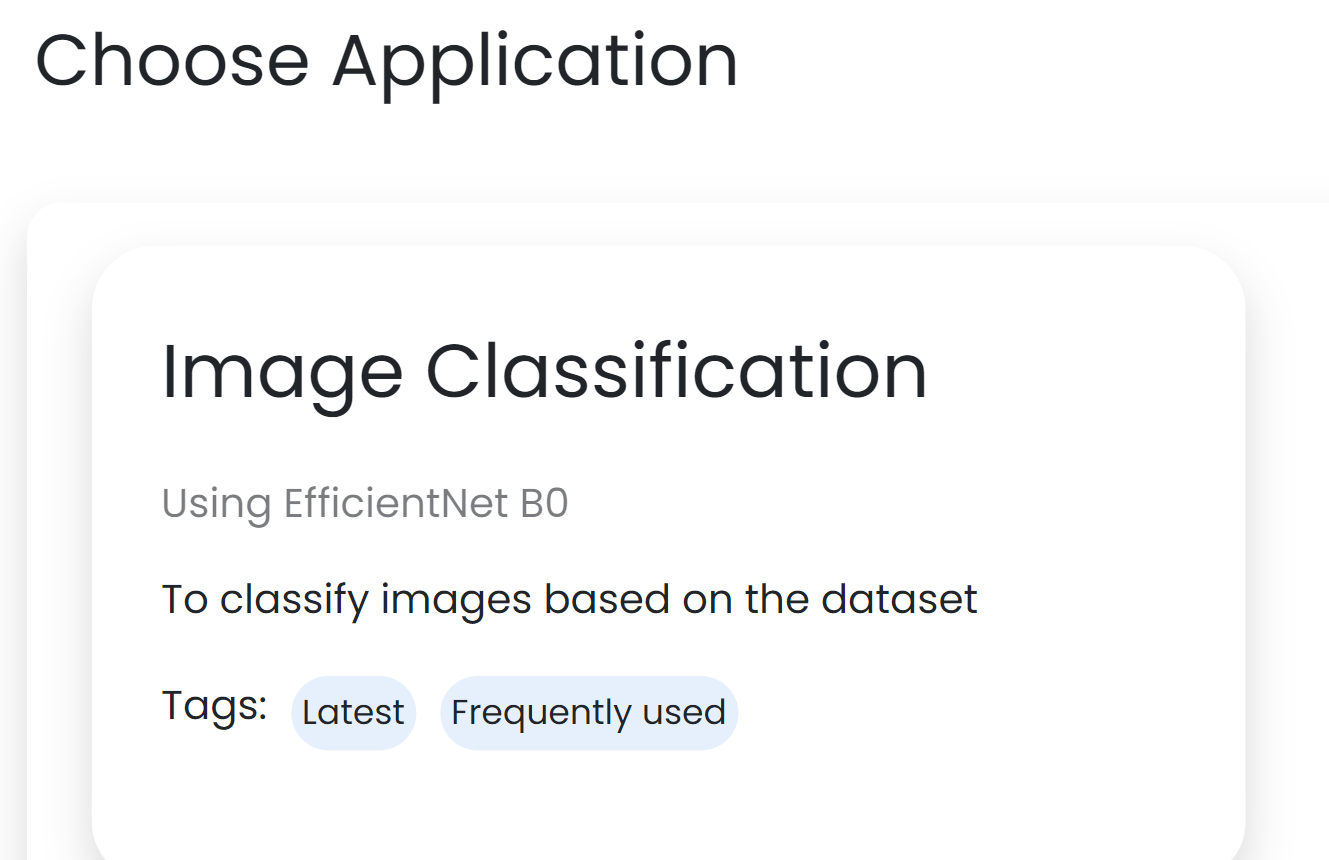 Choose Application
Image Classification
Using EfficientNet B0
To classify images based on the dataset
Tags: Latest Frequently used